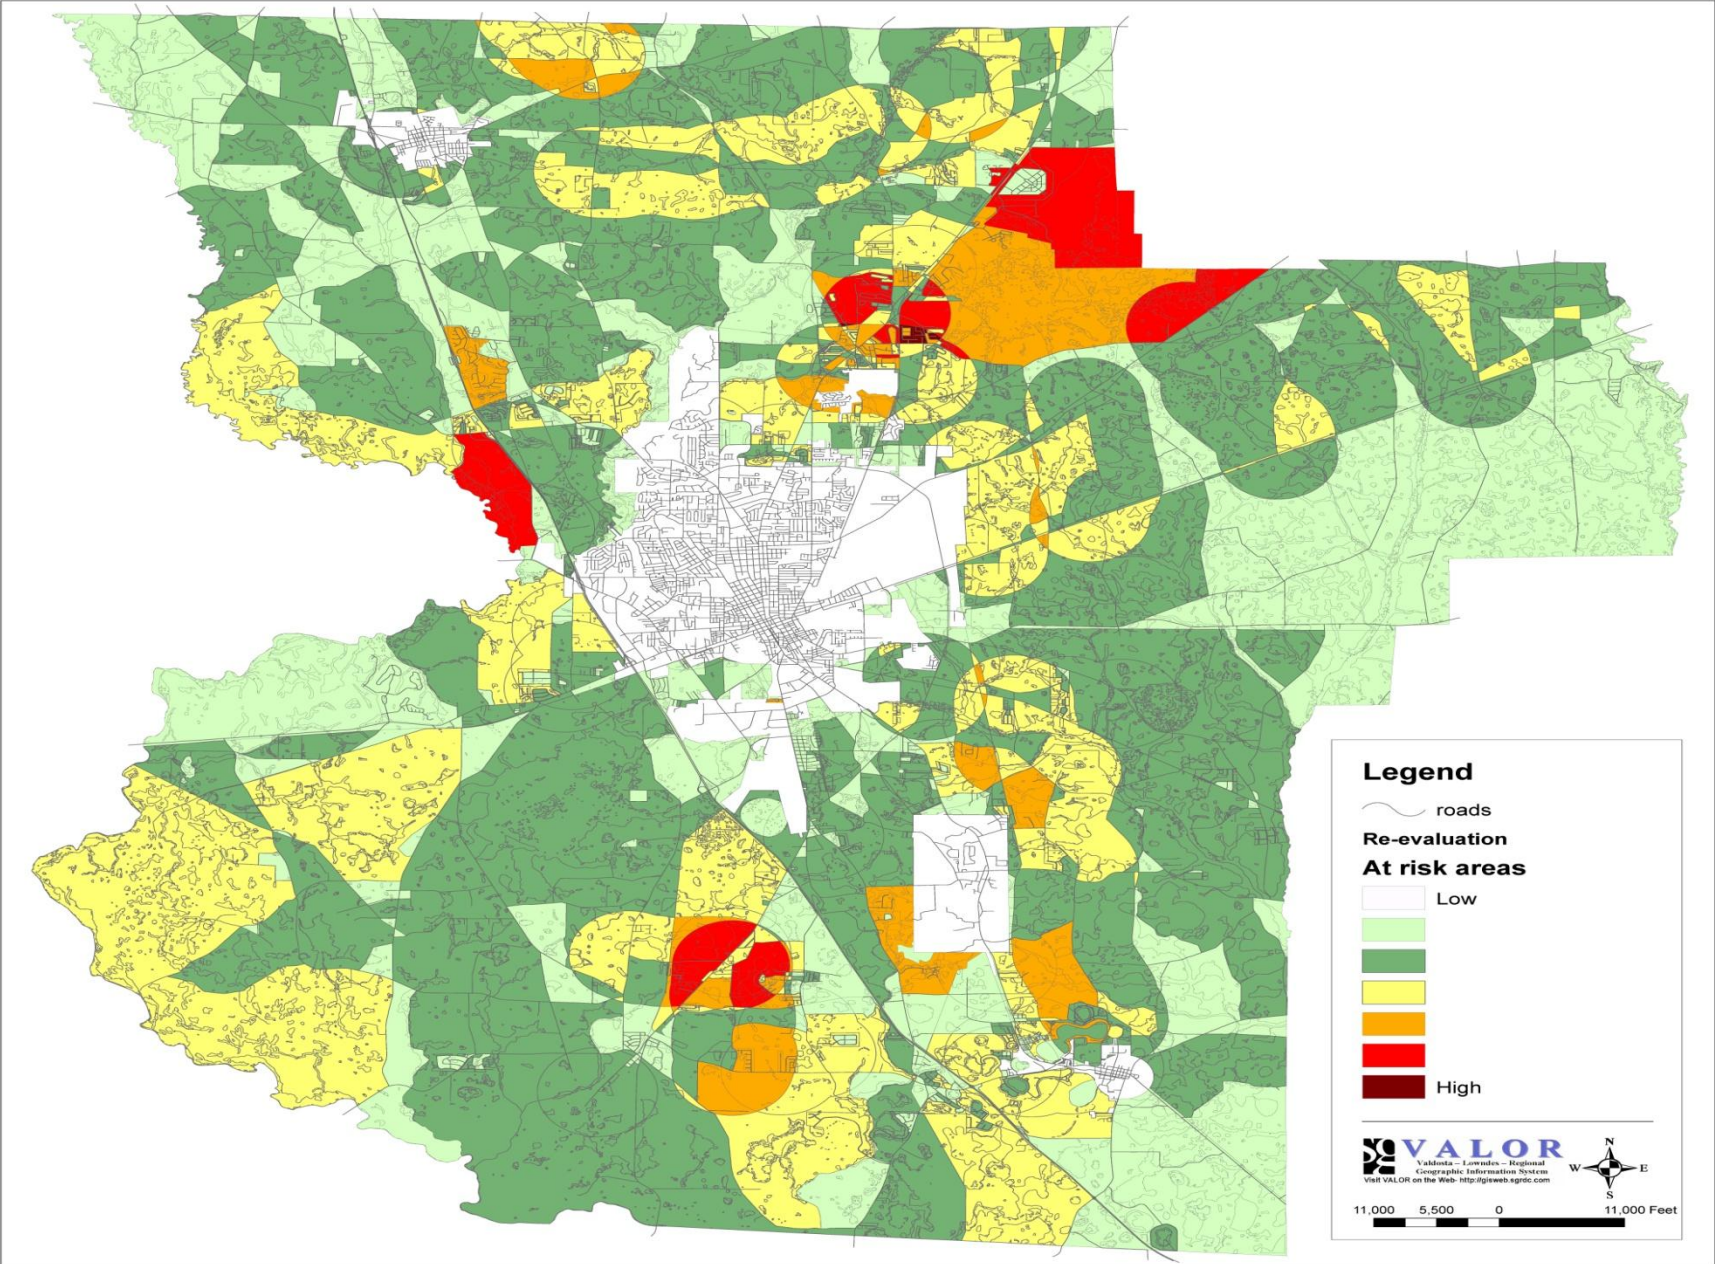 Legend
roads
Re-evaluation
At risk areas
Low
High
VALOR
Valdosta – Lowndes – Regional
Geographic Information System
Visit VALOR on the Web- http://gisweb.sgrdc.com
N
W E
S
11,000 5,500 0 11,000 Feet